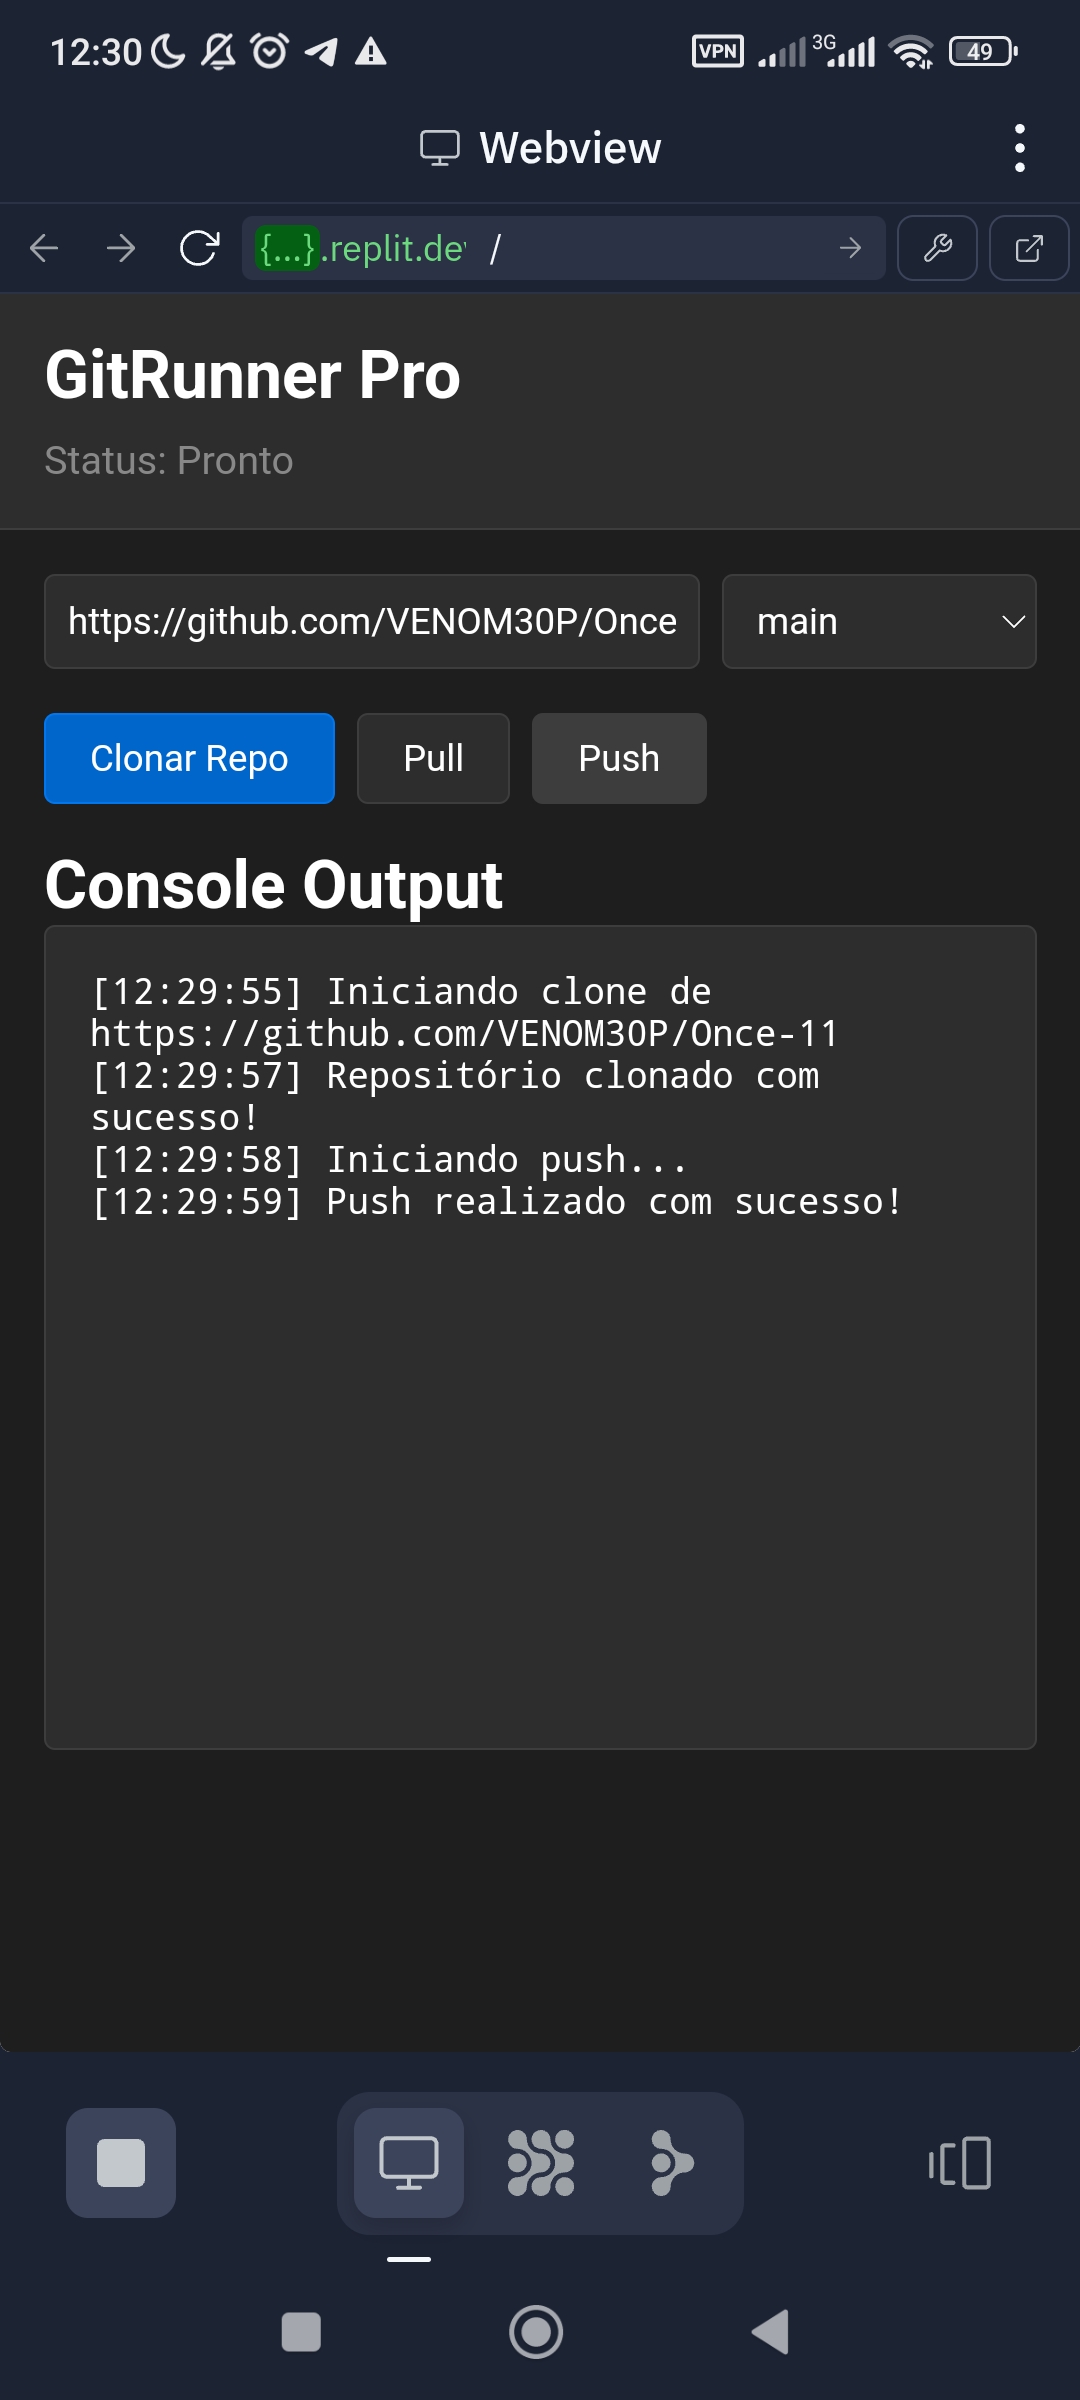 12:30
VPN
3G
49
Webview
{...}.replit.dev /
GitRunner Pro
Status: Pronto
https://github.com/VENOM30P/Once
main
Clonar Repo
Pull
Push
Console Output
[12:29:55] Iniciando clone de
https://github.com/VENOM30P/Once-11
[12:29:57] Repositório clonado com
sucesso!
[12:29:58] Iniciando push...
[12:29:59] Push realizado com sucesso!